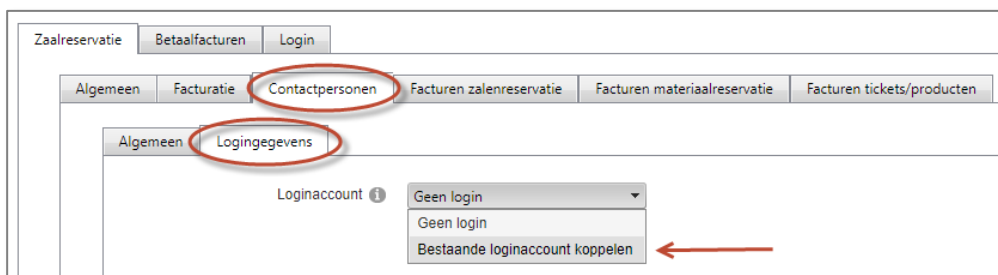 Zaalreservatie Betaalfacturen Login
Algemeen Facturatie Contactpersonen Facturen zalenreservatie Facturen materiaalreservatie Facturen tickets/producten
Algemeen Logingegevens
Loginaccount Geen login
Geen login
Bestaande loginaccount koppelen